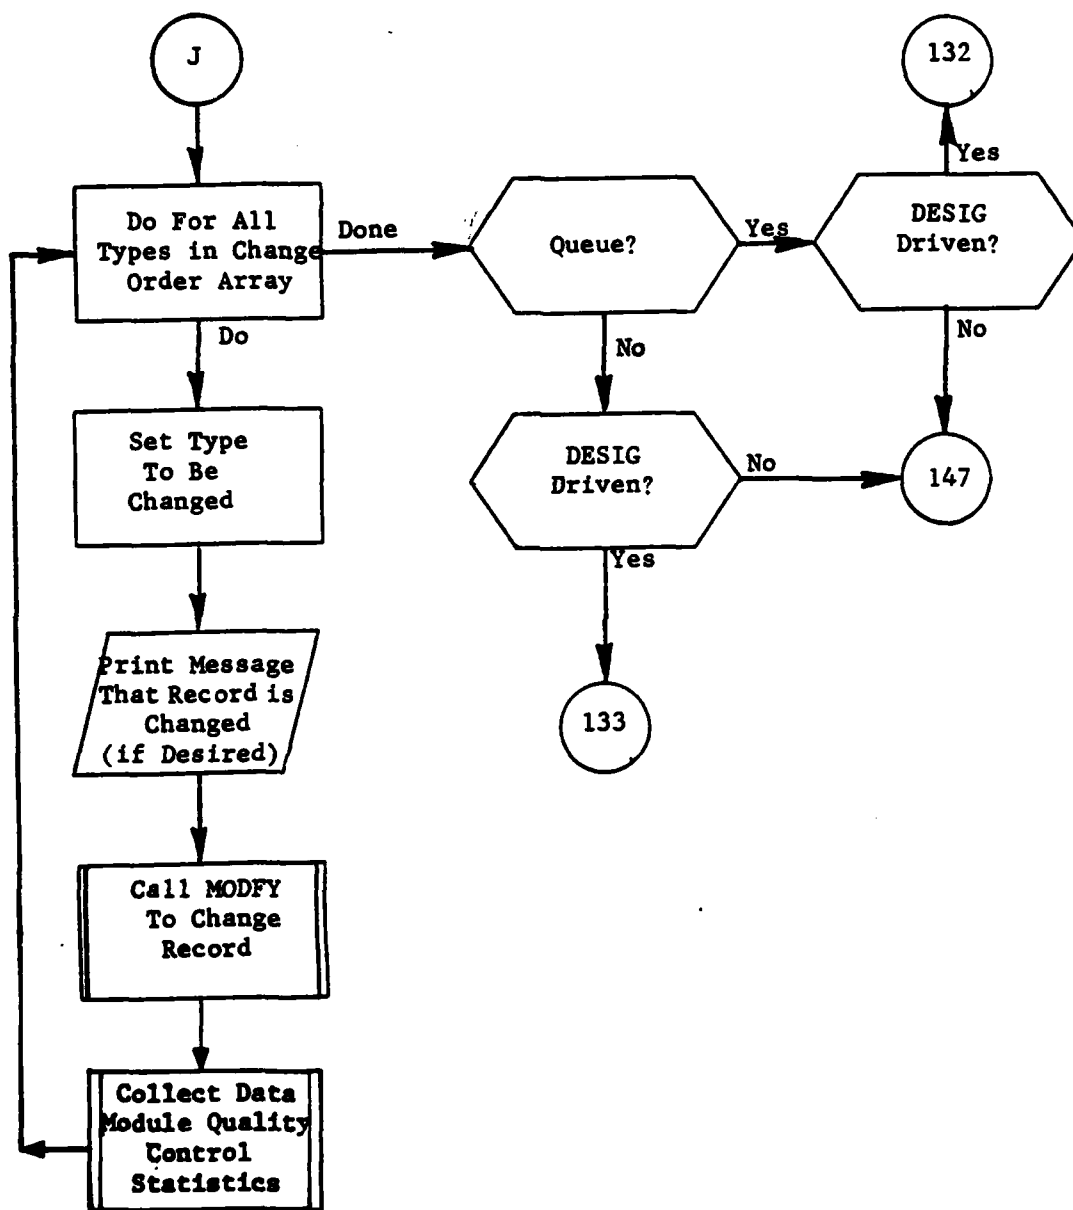 J
132
Yes
Do For All
Types in Change
Order Array
Done
Queue?
Yes
DESIG
Driven?
Do
No
No
Set Type
To Be
Changed
DESIG
Driven?
No
147
Yes
Print Message
That Record is
Changed
(if Desired)
133
Call MODFY
To Change
Record
Collect Data
Module Quality
Control
Statistics